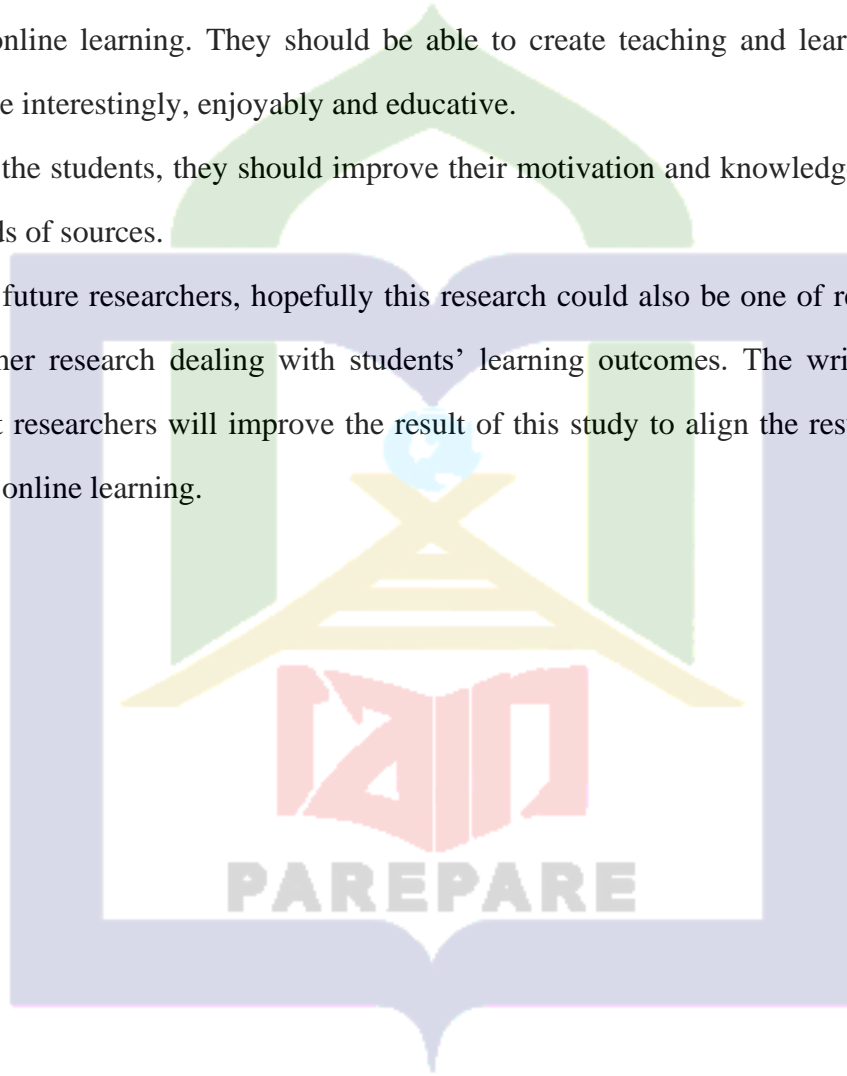 online learning. They should be able to create teaching and lear
e interestingly, enjoyably and educative.
the students, they should improve their motivation and knowledg
ds of sources.
future researchers, hopefully this research could also be one of re
her research dealing with students’ learning outcomes. The wri
t researchers will improve the result of this study to align the res
online learning.
IAIN
PAREPARE